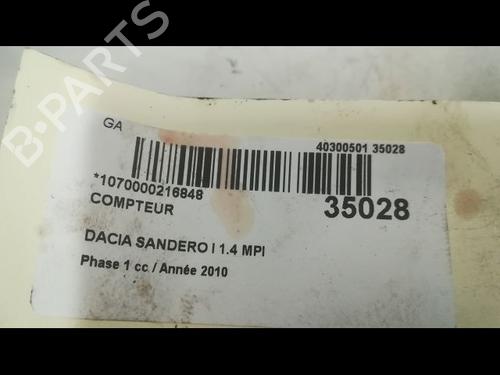 B-PARTS
GA
40300501 35028
*1070000216848
35028
COMPTEUR
DACIA SANDERO I 1.4 MPI
Phase 1 cc / Année 2010